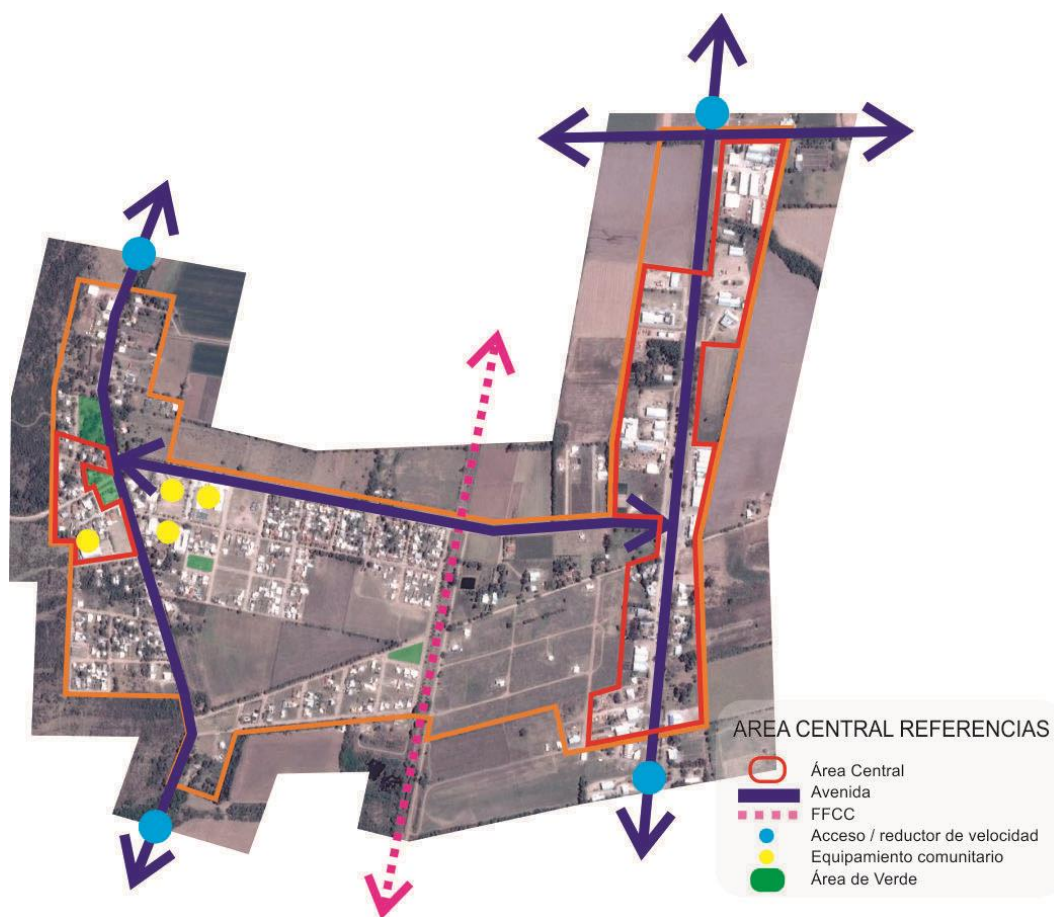 AREA CENTRAL REFERENCIAS
Área Central
Avenida
FFCC
Acceso / reductor de velocidad
Equipamiento comunitario
Área de Verde